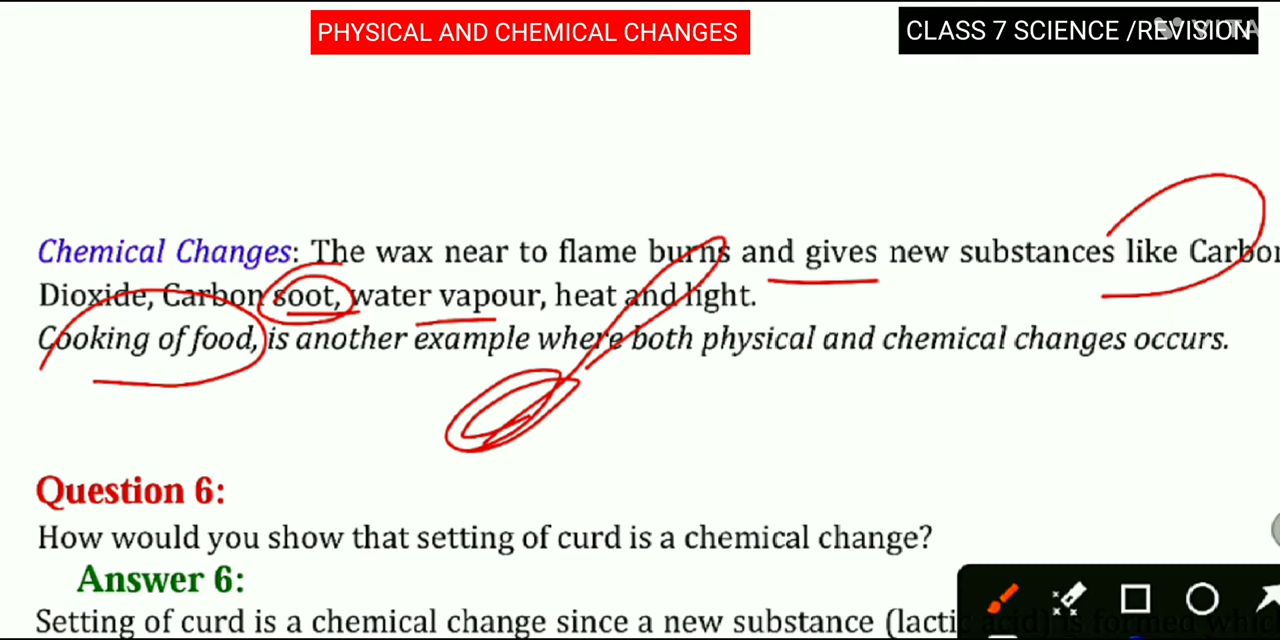 PHYSICAL AND CHEMICAL CHANGES
CLASS 7 SCIENCE /REVISION
Chemical Changes: The wax near to flame burns and gives new substances like Carbon
Dioxide, Carbon soot, water vapour, heat and light.
Cooking of food, is another example where both physical and chemical changes occurs.
Question 6:
How would you show that setting of curd is a chemical change?
Answer 6:
Setting of curd is a chemical change since a new substance (lactic acid) is formed which